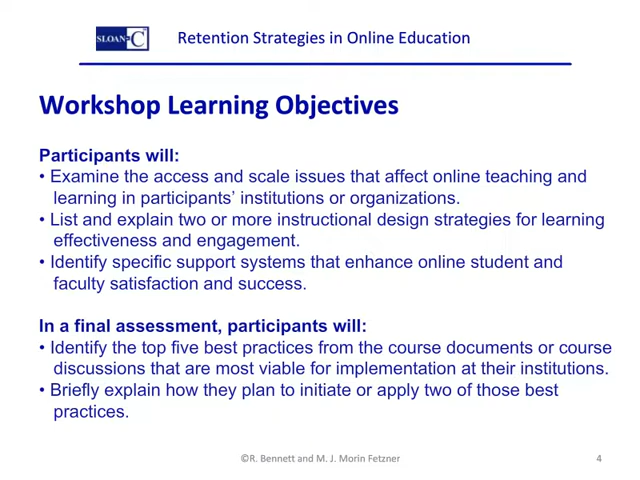 SLOAN-C
Retention Strategies in Online Education
Workshop Learning Objectives
Participants will:
• Examine the access and scale issues that affect online teaching and
learning in participants’ institutions or organizations.
• List and explain two or more instructional design strategies for learning
effectiveness and engagement.
• Identify specific support systems that enhance online student and
faculty satisfaction and success.
In a final assessment, participants will:
• Identify the top five best practices from the course documents or course
discussions that are most viable for implementation at their institutions.
• Briefly explain how they plan to initiate or apply two of those best
practices.
©R. Bennett and M. J. Morin Fetzner
4